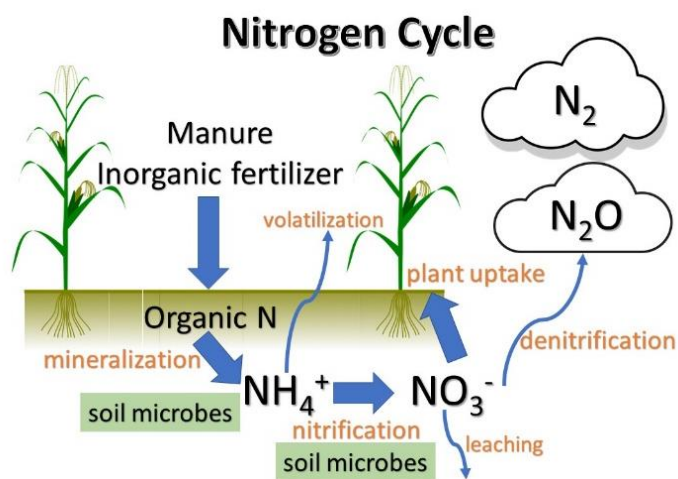 Nitrogen Cycle
N₂
Manure
Inorganic fertilizer
volatilization
N₂O
plant uptake
Organic N
mineralization
denitrification
NH₄⁺
NO₃⁻
soil microbes
nitrification
leaching
soil microbes